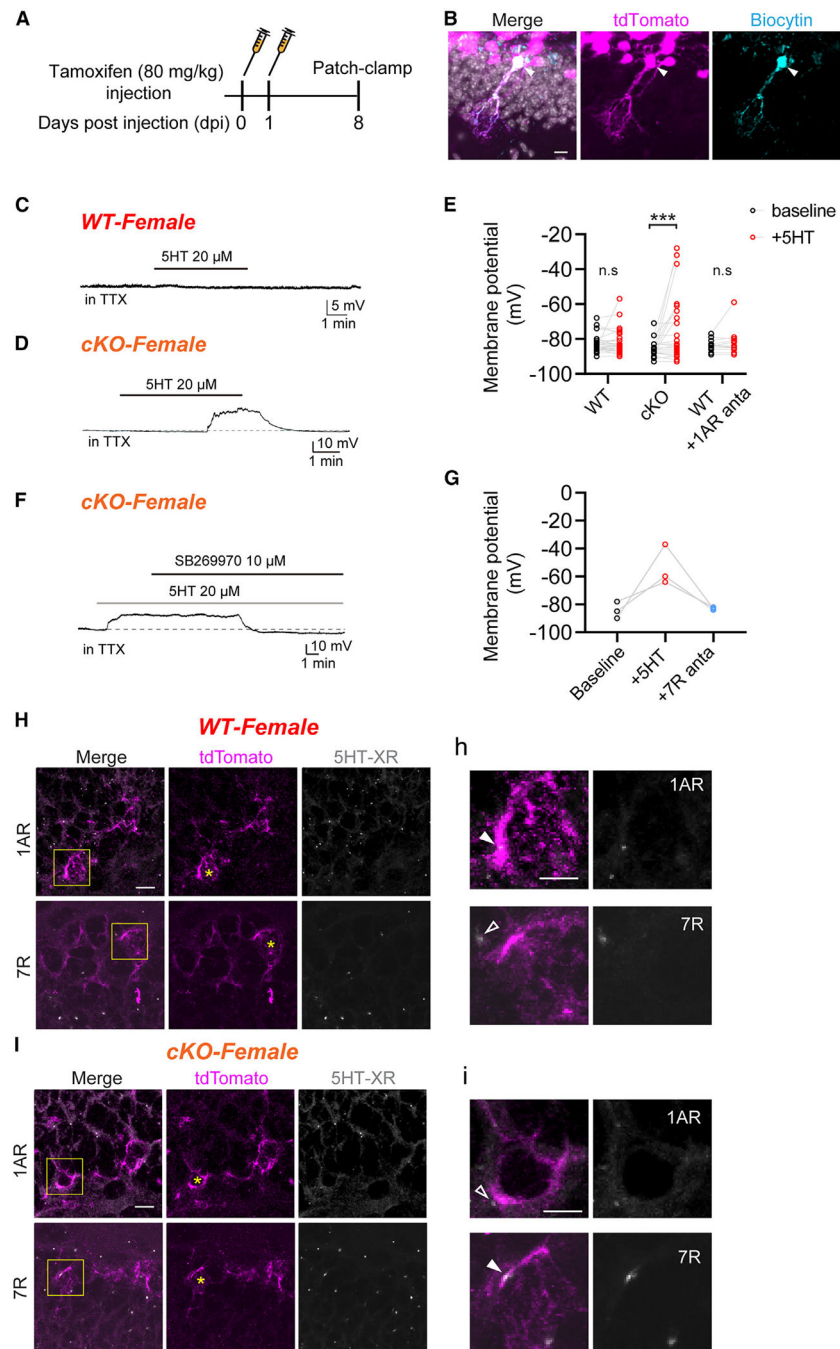 A
Tamoxifen (80 mg/kg)
injection
Patch-clamp
Days post injection (dpi)
0 1 8
B
Merge tdTomato Biocytin
C
WT-Female
5HT 20 µM
in TTX
5 mV
1 min
D
cKO-Female
5HT 20 µM
in TTX
10 mV
1 min
E
baseline
+5HT
Membrane potential
(mV)
-20
-40
-60
-80
-100
n.s
***
n.s
WT
cKO
WT
+1AR anta
F
cKO-Female
SB269970 10 µM
5HT 20 µM
in TTX
10 mV
1 min
G
Membrane potential
(mV)
0
-20
-40
-60
-80
-100
Baseline
+5HT
+7R anta
H
WT-Female
Merge tdTomato 5HT-XR
1AR
*
7R
*
h
1AR
7R
I
cKO-Female
Merge tdTomato 5HT-XR
1AR
*
7R
*
i
1AR
7R